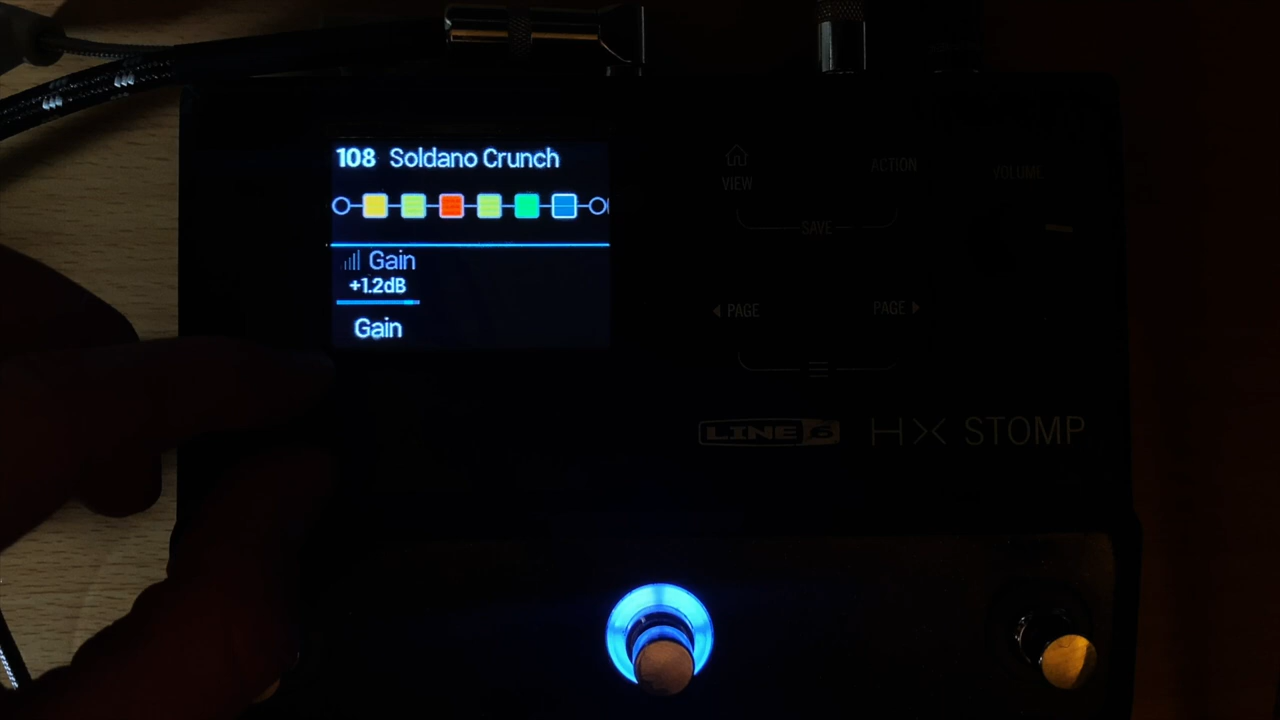 108 Soldano Crunch
Gain
+1.2dB
Gain
VIEW
ACTION
VOLUME
SAVE
PAGE
PAGE
LINE 6
HX STOMP